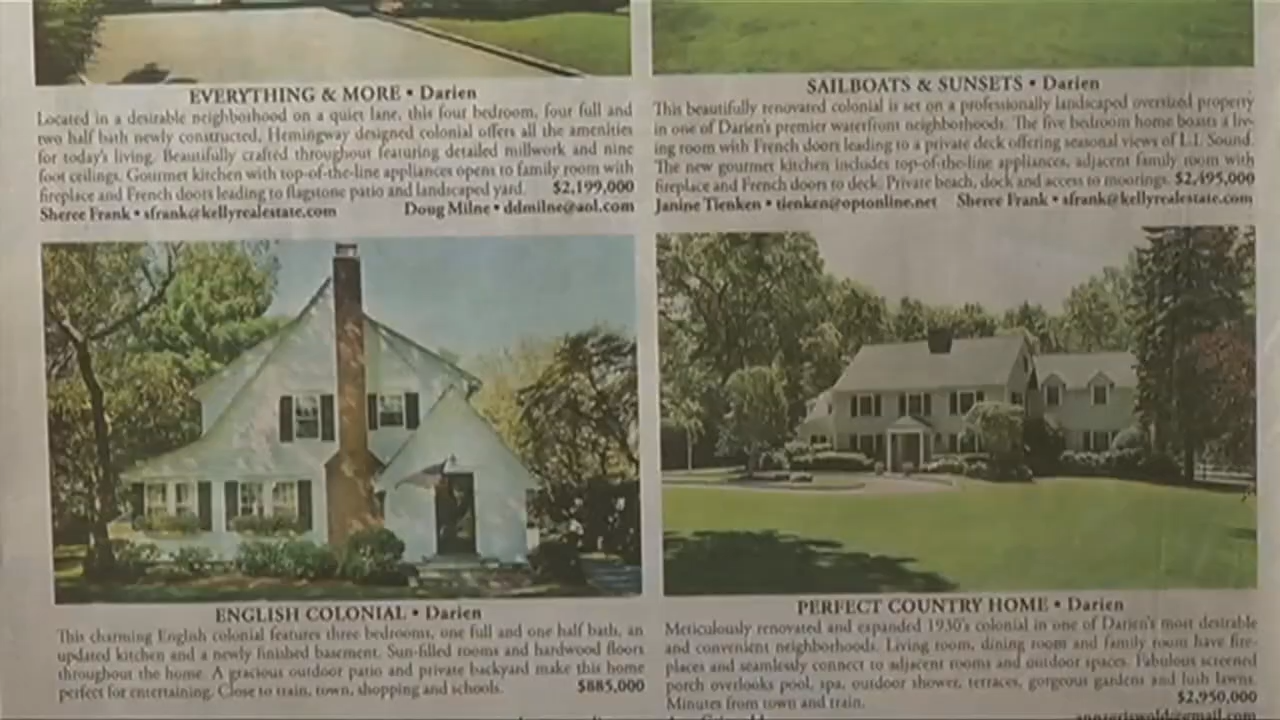 EVERYTHING & MORE • Darien
Located in a desirable neighborhood on a quiet lane, this four bedroom, four full and
two half bath newly constructed, Hemingway designed colonial offers all the amenities
for today's living. Beautifully crafted throughout featuring detailed millwork and nine
foot ceilings. Gourmet kitchen with top-of-the-line appliances opens to family room with
fireplace and French doors leading to flagstone patio and landscaped yard. $2,199,000
Sheree Frank • sfrank@kellyrealestate.com Doug Milne • ddmilne@aol.com
SAILBOATS & SUNSETS • Darien
This beautifully renovated colonial is set on a professionally landscaped oversized property
in one of Darien's premier waterfront neighborhoods. The five bedroom home boasts a liv-
ing room with French doors leading to a private deck offering seasonal views of L.I. Sound.
The new gourmet kitchen includes top-of-the-line appliances, adjacent family room with
fireplace and French doors to deck. Private beach, dock and access to moorings. $2,495,000
Janine Tienken • tienken@optonline.net Sheree Frank • sfrank@kellyrealestate.com
ENGLISH COLONIAL • Darien
This charming English colonial features three bedrooms, one full and one half bath, an
updated kitchen and a newly finished basement. Sun-filled rooms and hardwood floors
throughout the home. A gracious outdoor patio and private backyard make this home
perfect for entertaining. Close to train, town, shopping and schools. $885,000
PERFECT COUNTRY HOME • Darien
Meticulously renovated and expanded 1930's colonial in one of Darien's most desirable
and convenient neighborhoods. Living room, dining room and family room have fire-
places and seamlessly connect to adjacent rooms and outdoor spaces. Fabulous screened
porch overlooks pool, spa, outdoor shower, terraces, gorgeous gardens and lush lawns.
Minutes from town and train. $2,950,000